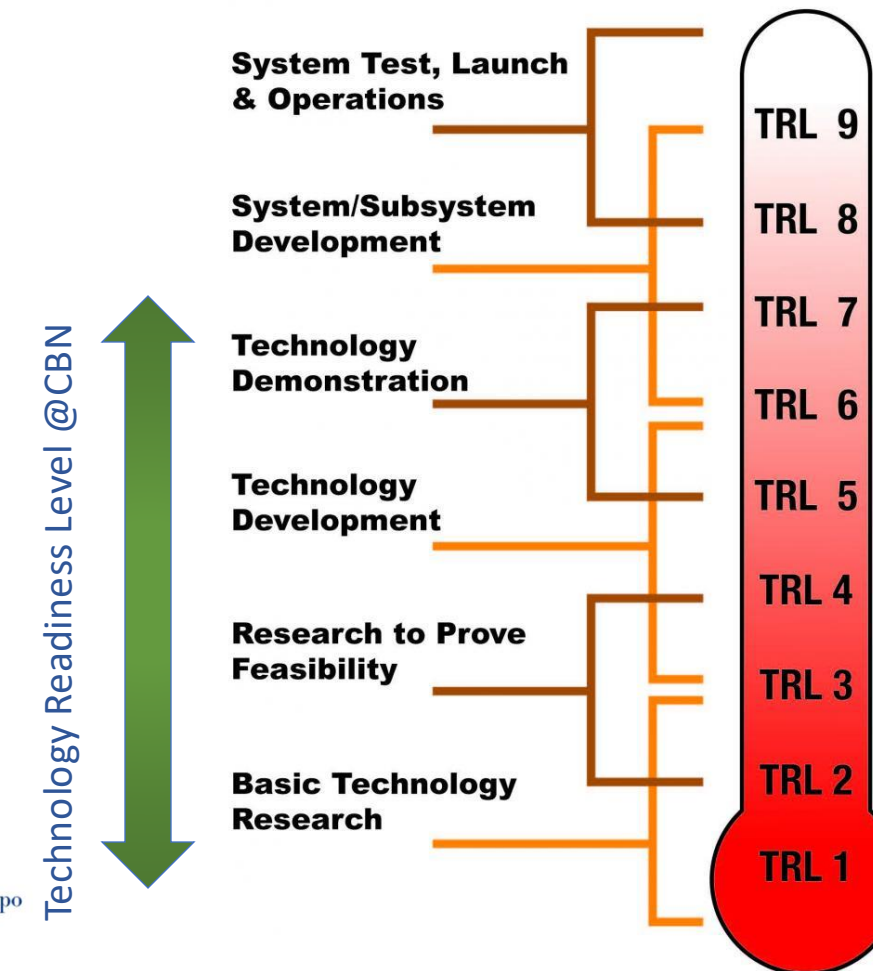 System Test, Launch
& Operations
System/Subsystem
Development
Technology
Demonstration
Technology
Development
Research to Prove
Feasibility
Basic Technology
Research
TRL 9
TRL 8
TRL 7
TRL 6
TRL 5
TRL 4
TRL 3
TRL 2
TRL 1
Technology Readiness Level @CBN
po